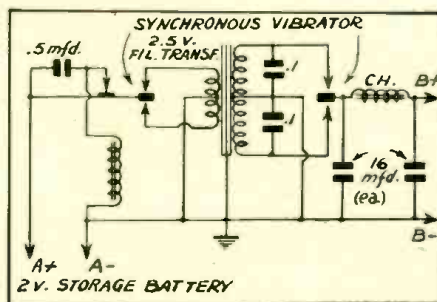 SYNCHRONOUS VIBRATOR
.5 mfd.
2.5 v.
FIL. TRANSF.
.1
.1
CH.
B+
16
mfd.
(ea.)
B-
A+
A-
2 v. STORAGE BATTERY